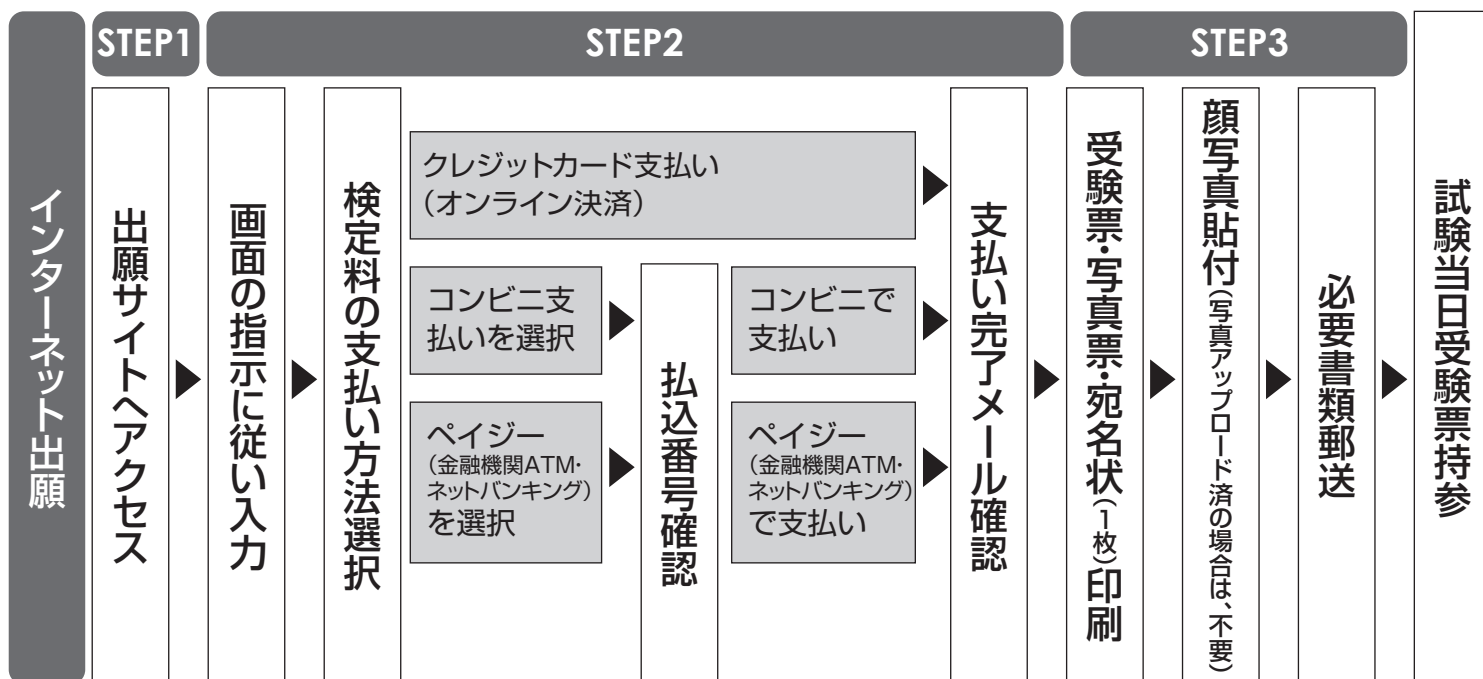 インターネット出願
STEP1
出願サイトへアクセス
STEP2
画面の指示に従い入力
検定料の支払い方法選択
クレジットカード支払い
（オンライン決済）
コンビニ支
払いを選択
ペイジー
（金融機関ATM・
ネットバンキング）
を選択
払込番号確認
コンビニで
支払い
ペイジー
（金融機関ATM・
ネットバンキング）
で支払い
支払い完了メール確認
STEP3
受験票・写真票・宛名状（1枚）印刷
顔写真貼付（写真アップロード済の場合は、不要）
必要書類郵送
試験当日受験票持参